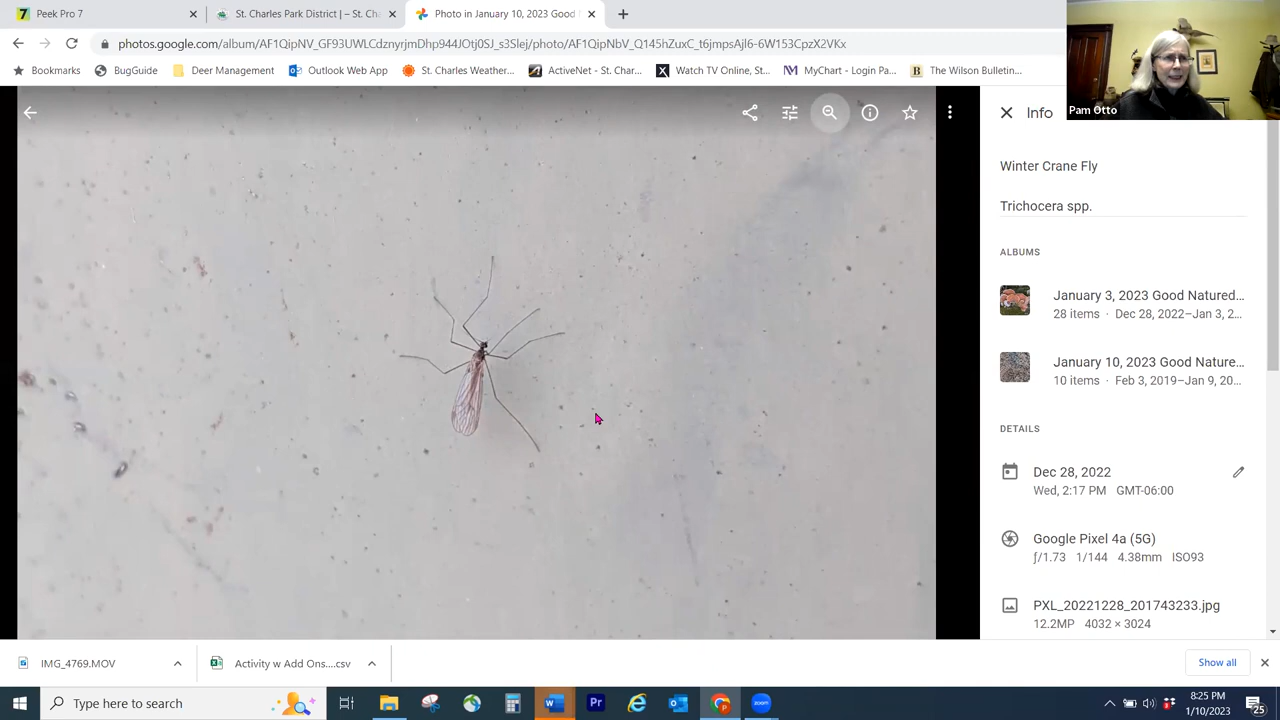 Peek Pro 7
St. Charles Park District | – St. Ch
Photo in January 10, 2023 Good
photos.google.com/album/
Bookmarks BugGuide Deer Management Outlook Web App St. Charles Weather... ActiveNet - St. Char... Watch TV Online, St... MyChart - Login Pa... The Wilson Bulletin...
Pam Otto
Info
Winter Crane Fly
Trichocera spp.
ALBUMS
January 3, 2023 Good Natured...
28 items · Dec 28, 2022–Jan 3, 2...
January 10, 2023 Good Nature...
10 items · Feb 3, 2019–Jan 9, 20...
DETAILS
Dec 28, 2022
Wed, 2:17 PM GMT-06:00
Google Pixel 4a (5G)
ƒ/1.73 1/144 4.38mm ISO93
PXL_20221228_201743233.jpg
12.2MP 4032 × 3024
IMG_4769.MOV
Activity w Add Ons....csv
Show all
Type here to search
zoom
8:25 PM
1/10/2023
25